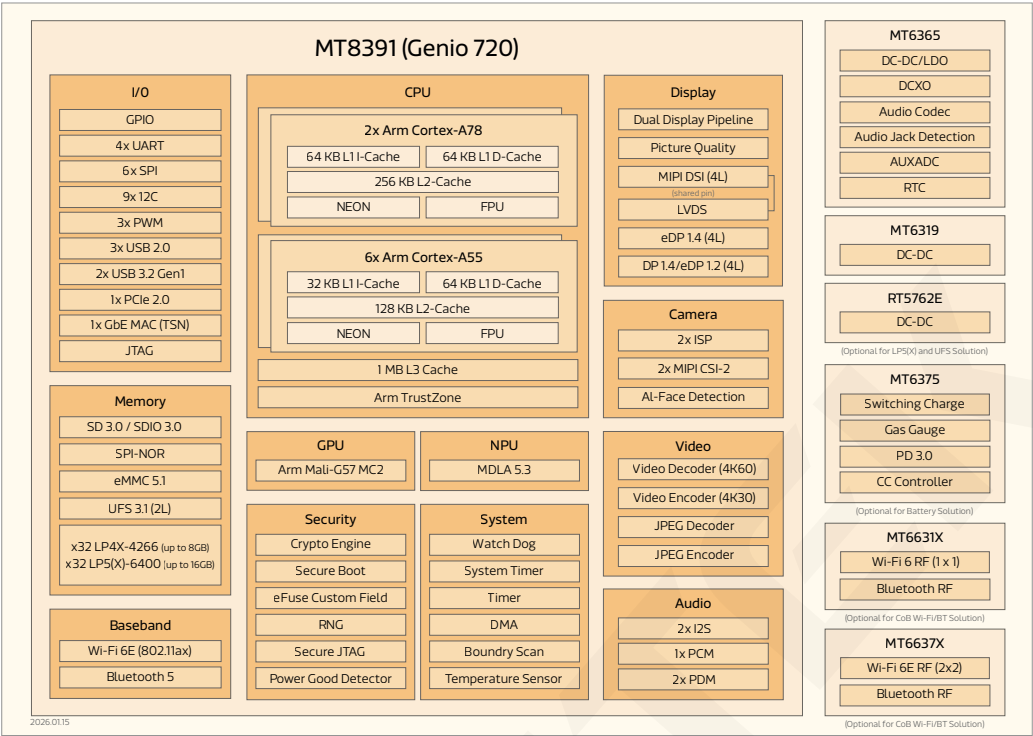 MT8391 (Genio 720)
I/O
GPIO
4x UART
6x SPI
9x 12C
3x PWM
3x USB 2.0
2x USB 3.2 Gen1
1x PCIe 2.0
1x GbE MAC (TSN)
JTAG
Memory
SD 3.0 / SDIO 3.0
SPI-NOR
eMMC 5.1
UFS 3.1 (2L)
x32 LP4X-4266 (up to 8GB)
x32 LP5(X)-6400 (up to 16GB)
Baseband
Wi-Fi 6E (802.11ax)
Bluetooth 5
CPU
2x Arm Cortex-A78
64 KB L1 I-Cache
64 KB L1 D-Cache
256 KB L2-Cache
NEON
FPU
6x Arm Cortex-A55
32 KB L1 I-Cache
64 KB L1 D-Cache
128 KB L2-Cache
NEON
FPU
1 MB L3 Cache
Arm TrustZone
GPU
Arm Mali-G57 MC2
NPU
MDLA 5.3
Security
Crypto Engine
Secure Boot
eFuse Custom Field
RNG
Secure JTAG
Power Good Detector
System
Watch Dog
System Timer
Timer
DMA
Boundry Scan
Temperature Sensor
Display
Dual Display Pipeline
Picture Quality
MIPI DSI (4L)
(shared pin)
LVDS
eDP 1.4 (4L)
DP 1.4/eDP 1.2 (4L)
Camera
2x ISP
2x MIPI CSI-2
AI-Face Detection
Video
Video Decoder (4K60)
Video Encoder (4K30)
JPEG Decoder
JPEG Encoder
Audio
2x I2S
1x PCM
2x PDM
MT6365
DC-DC/LDO
DCXO
Audio Codec
Audio Jack Detection
AUXADC
RTC
MT6319
DC-DC
RT5762E
DC-DC
(Optional for LP5(X) and UFS Solution)
MT6375
Switching Charge
Gas Gauge
PD 3.0
CC Controller
(Optional for Battery Solution)
MT6631X
Wi-Fi 6 RF (1 x 1)
Bluetooth RF
(Optional for CoB Wi-Fi/BT Solution)
MT6637X
Wi-Fi 6E RF (2x2)
Bluetooth RF
(Optional for CoB Wi-Fi/BT Solution)
2026.01.15